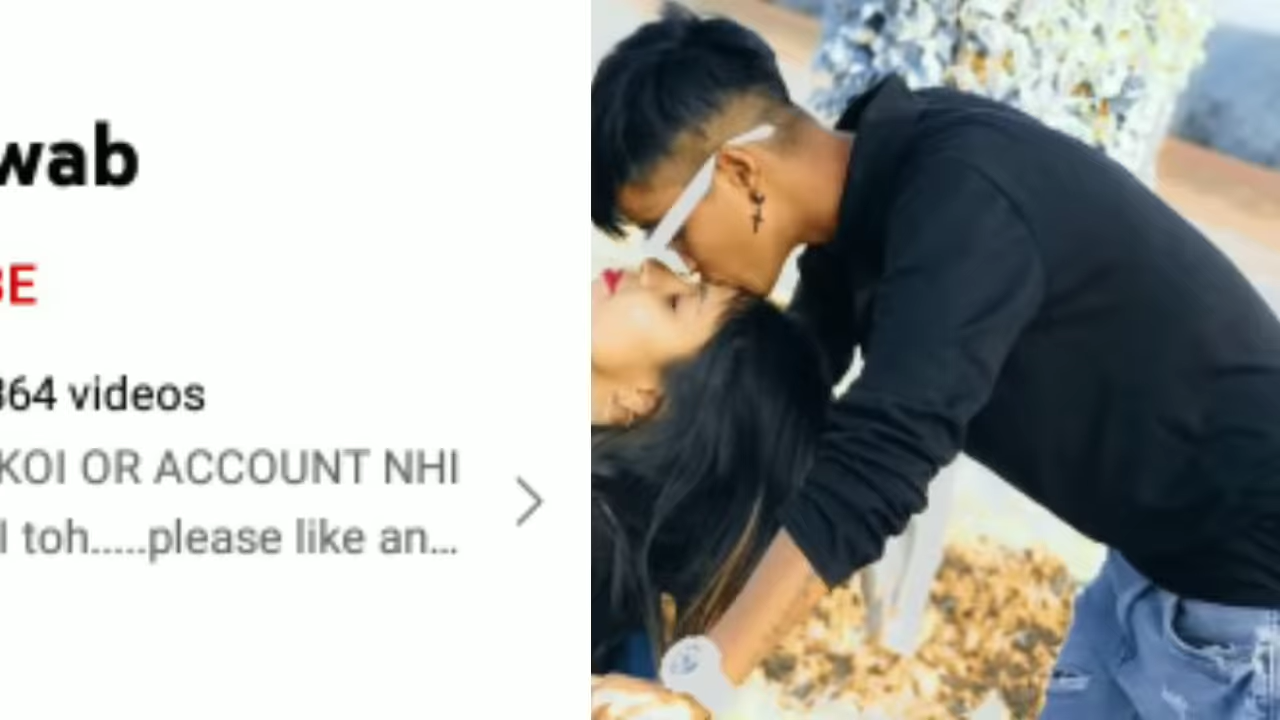 wab
BE
364 videos
KOI OR ACCOUNT NHI
l toh.....please like an...